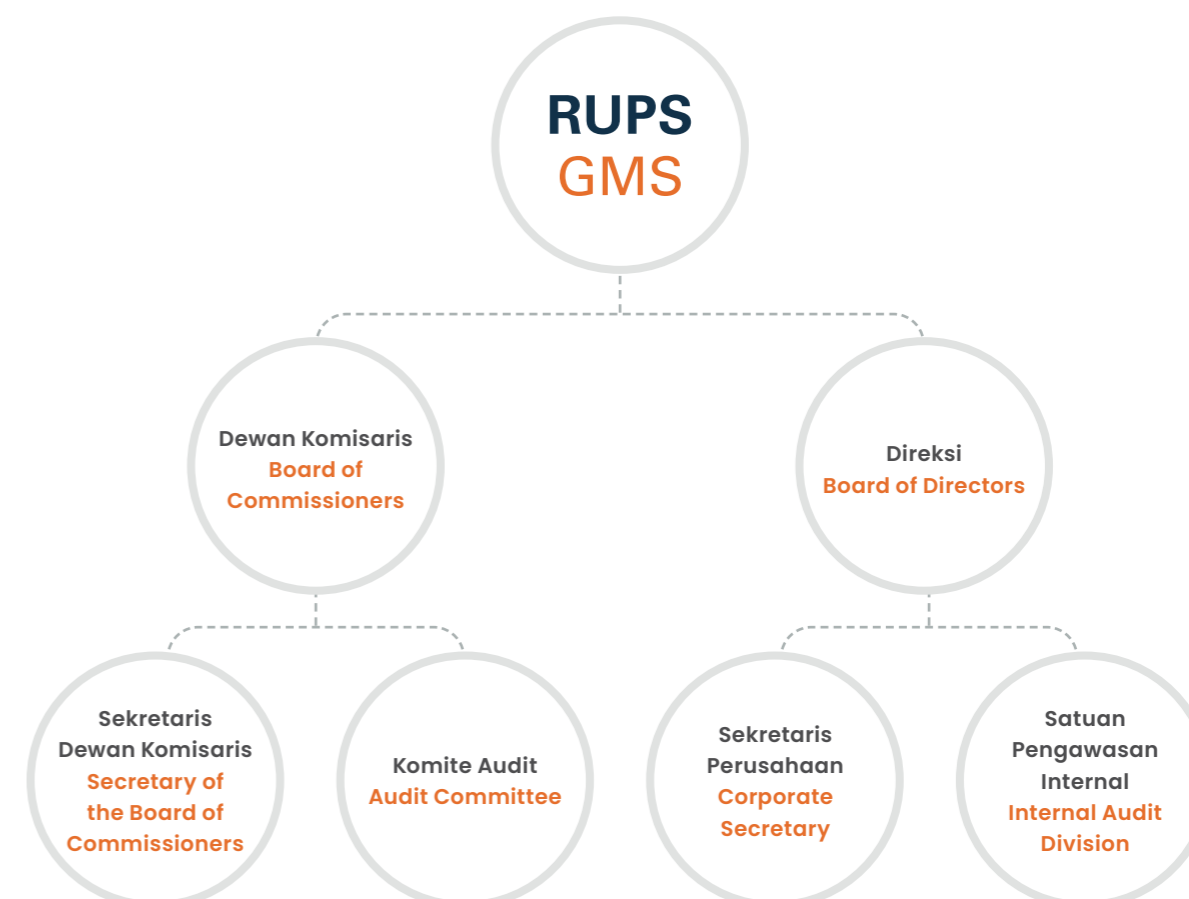 RUPS
GMS
Dewan Komisaris
Board of
Commissioners
Direksi
Board of Directors
Sekretaris
Dewan Komisaris
Secretary of
the Board of
Commissioners
Komite Audit
Audit Committee
Sekretaris
Perusahaan
Corporate
Secretary
Satuan
Pengawasan
Internal
Internal Audit
Division